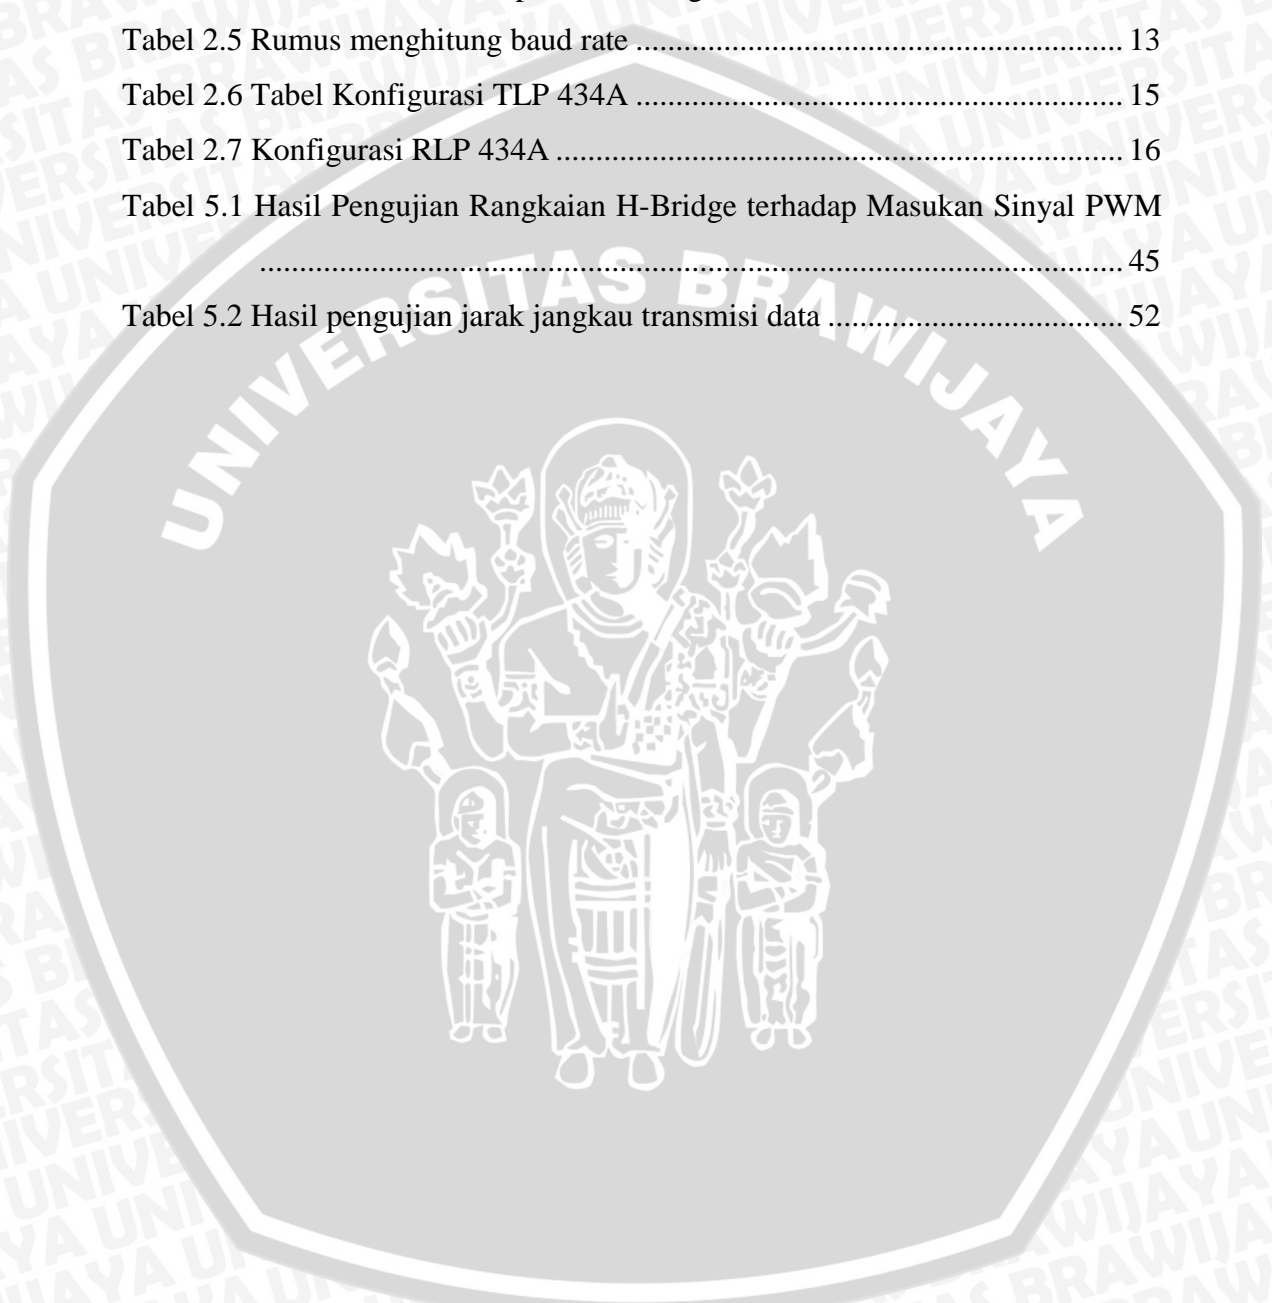 Tabel 2.5 Rumus menghitung baud rate ............................................................. 13
Tabel 2.6 Tabel Konfigurasi TLP 434A ............................................................. 15
Tabel 2.7 Konfigurasi RLP 434A ....................................................................... 16
Tabel 5.1 Hasil Pengujian Rangkaian H-Bridge terhadap Masukan Sinyal PWM
............................................................................................................ 45
Tabel 5.2 Hasil pengujian jarak jangkau transmisi data ..................................... 52
UNIVERSITAS BRAWIJAYA